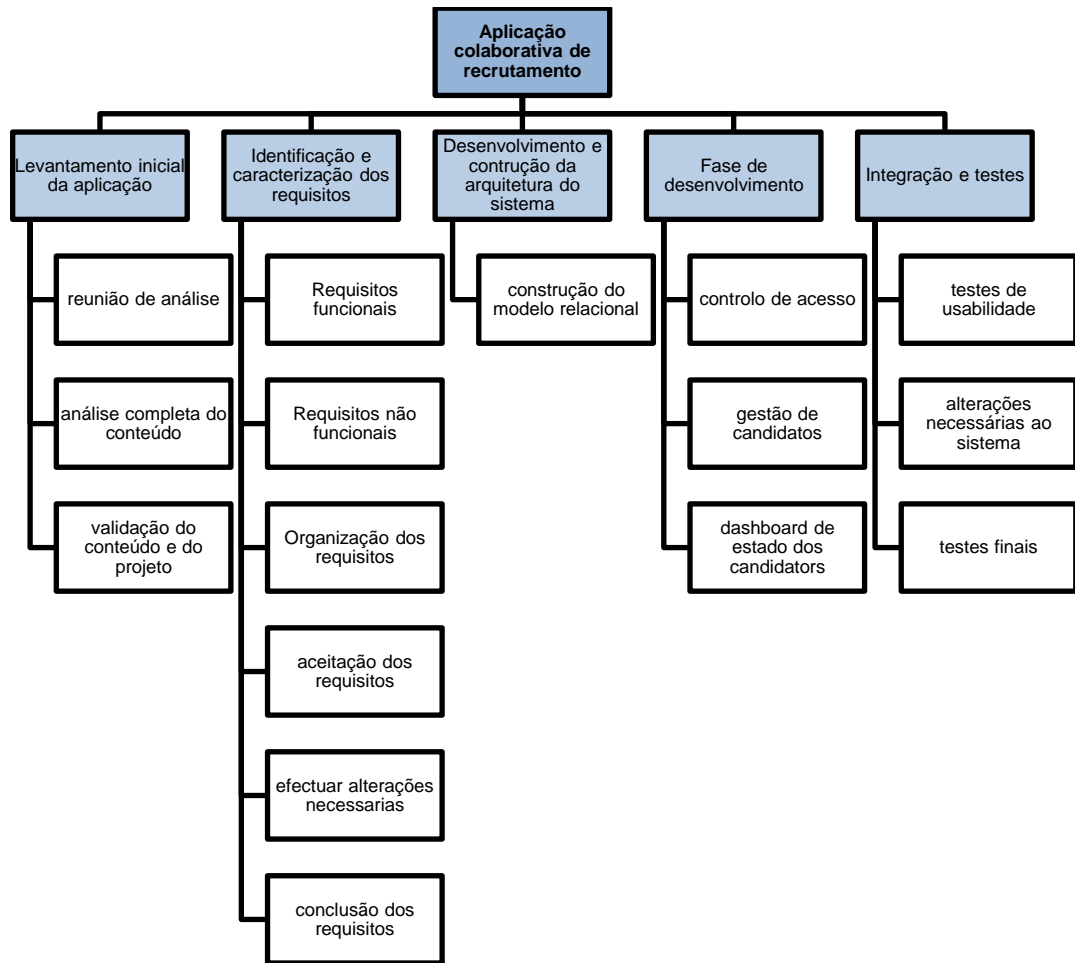 Aplicação
colaborativa de
recrutamento
Levantamento inicial
da aplicação
Identificação e
caracterização dos
requisitos
Desenvolvimento e
contrução da
arquitetura do
sistema
Fase de
desenvolvimento
Integração e testes
reunião de análise
análise completa do
conteúdo
validação do
conteúdo e do
projeto
Requisitos
funcionais
Requisitos não
funcionais
Organização dos
requisitos
aceitação dos
requisitos
efectuar alterações
necessarias
conclusão dos
requisitos
construção do
modelo relacional
controlo de acesso
gestão de
candidatos
dashboard de
estado dos
candidators
testes de
usabilidade
alterações
necessárias ao
sistema
testes finais